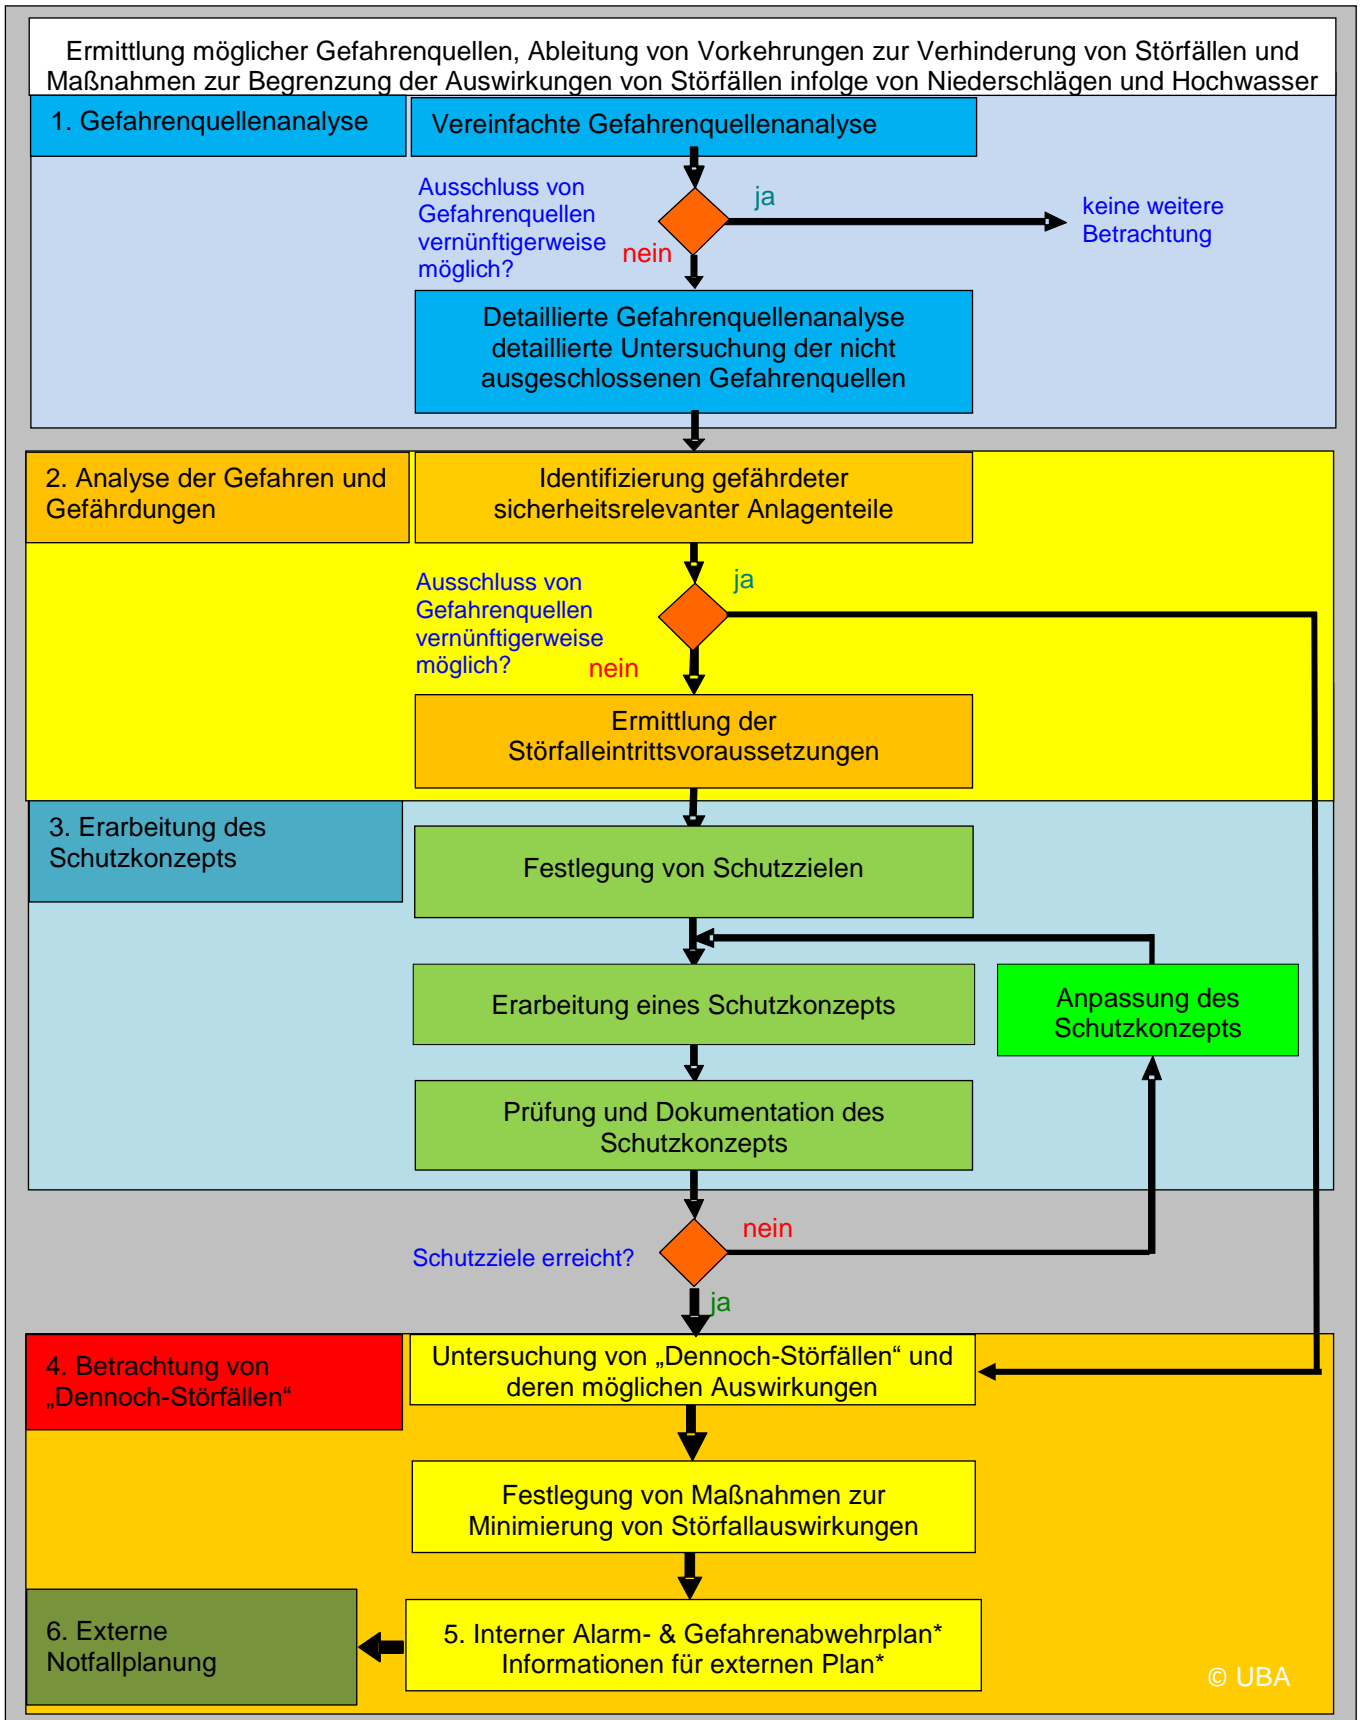 Ermittlung möglicher Gefahrenquellen, Ableitung von Vorkehrungen zur Verhinderung von Störfällen und
Maßnahmen zur Begrenzung der Auswirkungen von Störfällen infolge von Niederschlägen und Hochwasser
1. Gefahrenquellenanalyse
Vereinfachte Gefahrenquellenanalyse
Ausschluss von
Gefahrenquellen
vernünftigerweise
möglich?
ja
nein
keine weitere
Betrachtung
Detaillierte Gefahrenquellenanalyse
detaillierte Untersuchung der nicht
ausgeschlossenen Gefahrenquellen
2. Analyse der Gefahren und
Gefährdungen
Identifizierung gefährdeter
sicherheitsrelevanter Anlagenteile
Ausschluss von
Gefahrenquellen
vernünftigerweise
möglich?
ja
nein
Ermittlung der
Störfalleintrittsvoraussetzungen
3. Erarbeitung des
Schutzkonzepts
Festlegung von Schutzzielen
Erarbeitung eines Schutzkonzepts
Anpassung des
Schutzkonzepts
Prüfung und Dokumentation des
Schutzkonzepts
Schutzziele erreicht?
nein
ja
4. Betrachtung von
„Dennoch-Störfällen“
Untersuchung von „Dennoch-Störfällen“ und
deren möglichen Auswirkungen
Festlegung von Maßnahmen zur
Minimierung von Störfallauswirkungen
6. Externe
Notfallplanung
5. Interner Alarm- & Gefahrenabwehrplan*
Informationen für externen Plan*
© UBA